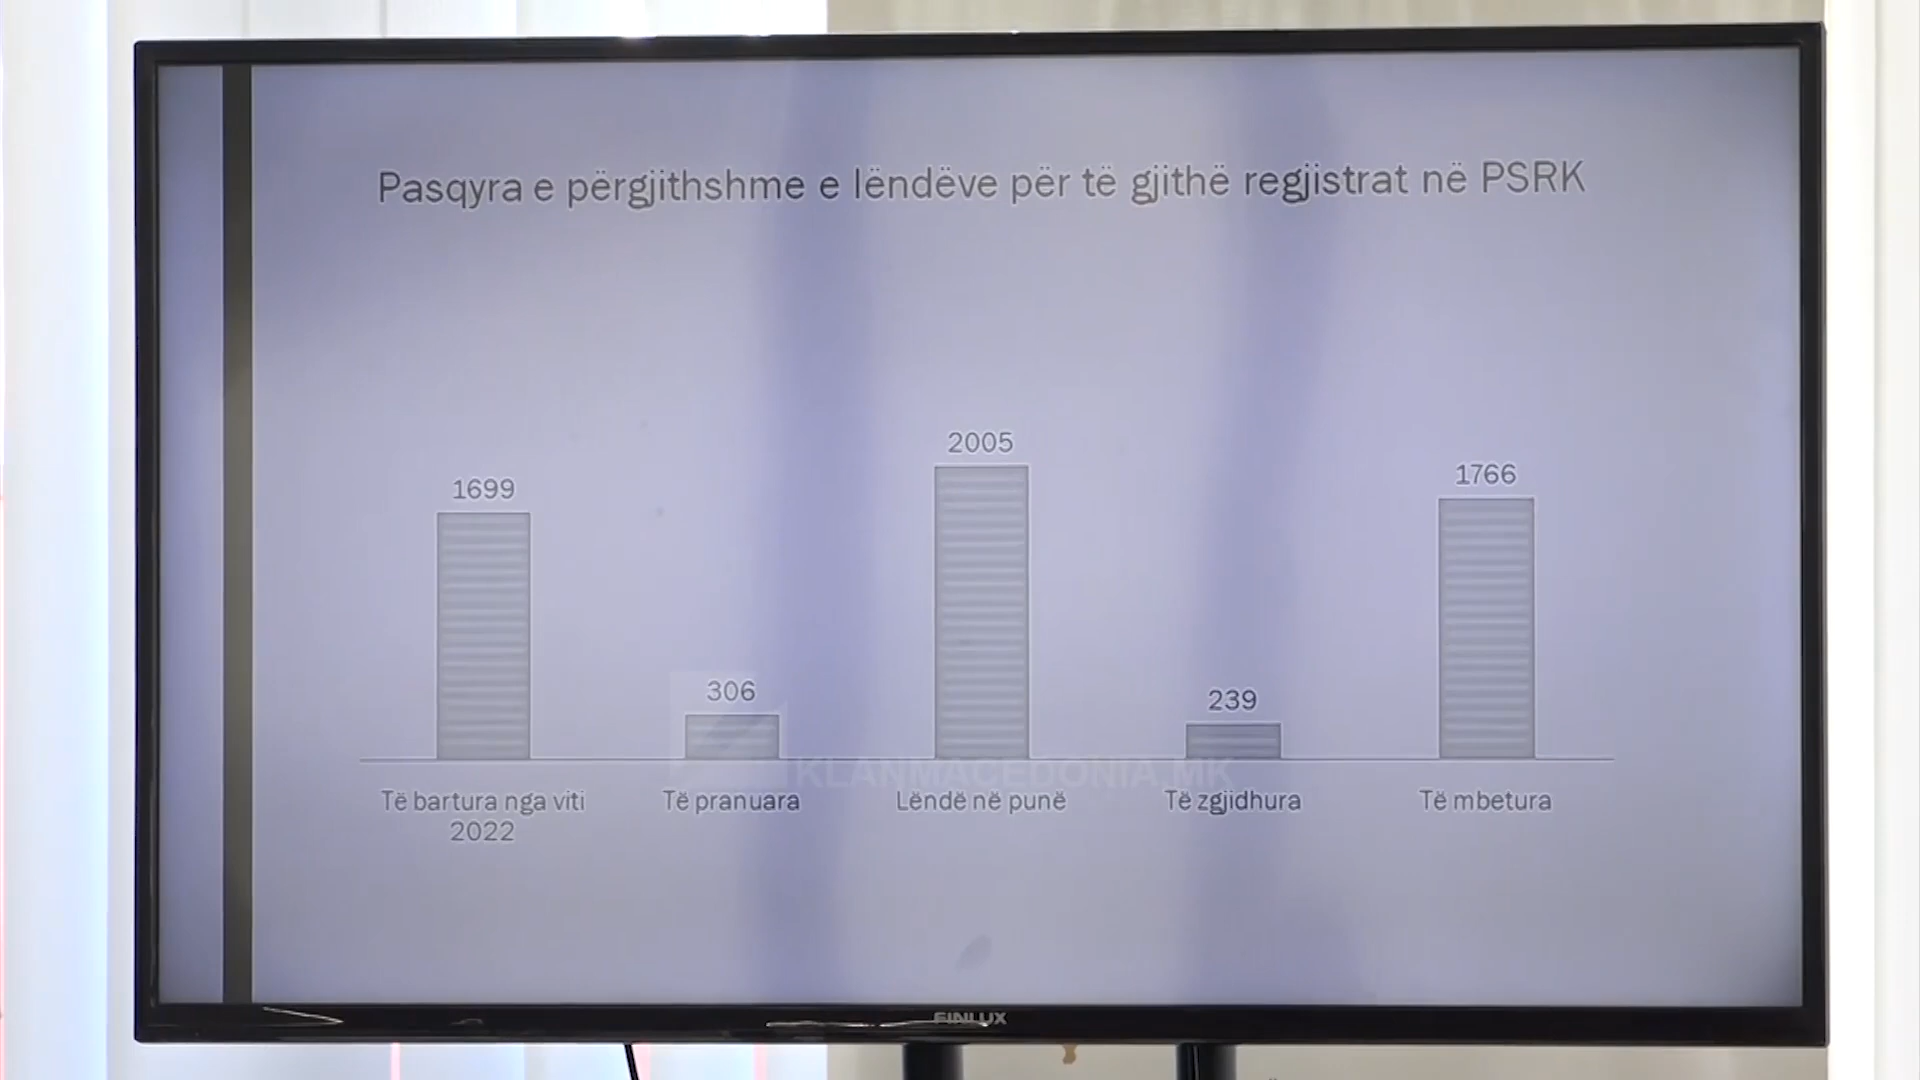 Pasqyra e përgjithshme e lëndëve për të gjithë regjistrat në PSRK
1699
306
2005
239
1766
Të bartura nga viti
2022
Të pranuara
Lëndë në punë
Të zgjidhura
Të mbetura
KLANMACEDONIA.MK
FINLUX